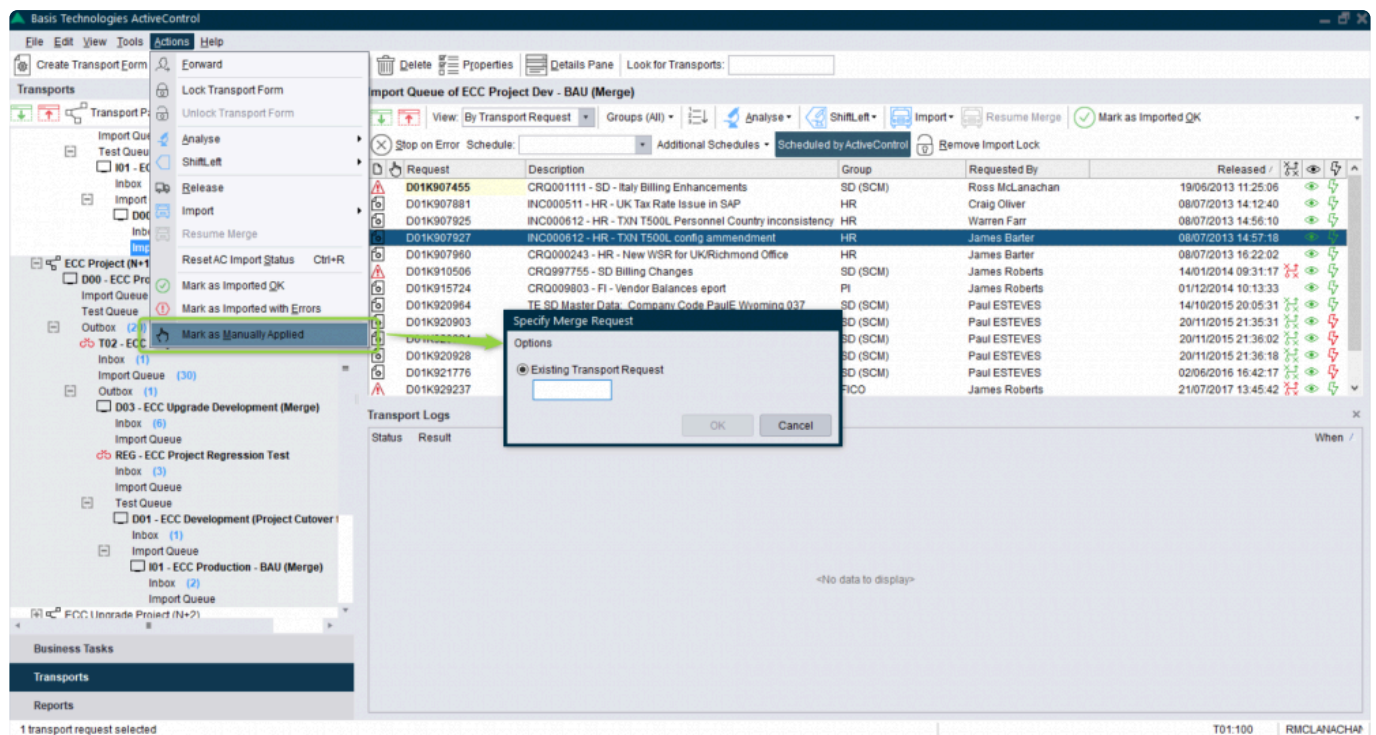 Basis Technologies ActiveControl
File Edit View Tools Actions Help
Create Transport Form
Delete Properties Details Pane Look for Transports:
Forward
Lock Transport Form
Unlock Transport Form
Analyse
ShiftLeft
Release
Import
Resume Merge
Reset AC Import Status Ctrl+R
Mark as Imported OK
Mark as Imported with Errors
Mark as Manually Applied
Transports
Transport Pa
Import Que
Test Queu
I01 - EC
Inbox
Import
D00
Inb
Imp
ECC Project (N+1
D00 - ECC Pro
Import Queue
Test Queue
Outbox
T02 - ECC
Inbox (1)
Import Queue (30)
Outbox (1)
D03 - ECC Upgrade Development (Merge)
Inbox (6)
Import Queue
REG - ECC Project Regression Test
Inbox (3)
Import Queue
Test Queue
D01 - ECC Development (Project Cutover t
Inbox (1)
Import Queue
I01 - ECC Production - BAU (Merge)
Inbox (2)
Import Queue
ECC Upgrade Project (N+2)
Business Tasks
Transports
Reports
Import Queue of ECC Project Dev - BAU (Merge)
View: By Transport Request Groups (All) Analyse ShiftLeft Import Resume Merge Mark as Imported OK
Stop on Error Schedule: Additional Schedules Scheduled by ActiveControl Remove Import Lock
Request Description Group Requested By Released /
D01K907455 CRQ001111 - SD - Italy Billing Enhancements SD (SCM) Ross McLanachan 19/06/2013 11:25:06
D01K907881 INC000511 - HR - UK Tax Rate Issue in SAP HR Craig Oliver 08/07/2013 14:12:40
D01K907925 INC000612 - HR - TXN T500L Personnel Country inconsistency HR Warren Farr 08/07/2013 14:56:10
D01K907927 INC000612 - HR - TXN T500L config ammendment HR James Barter 08/07/2013 14:57:18
D01K907960 CRQ000243 - HR - New WSR for UK/Richmond Office HR James Barter 08/07/2013 16:22:02
D01K910506 CRQ997755 - SD Billing Changes SD (SCM) James Roberts 14/01/2014 09:31:17
D01K915724 CRQ009803 - FI - Vendor Balances eport PI James Roberts 01/12/2014 10:13:33
D01K920964 TE SD Master Data: Company Code PaulE Wyoming 037 SD (SCM) Paul ESTEVES 14/10/2015 20:05:31
D01K920903 SD (SCM) Paul ESTEVES 20/11/2015 21:35:31
SD (SCM) Paul ESTEVES 20/11/2015 21:36:02
D01K920928 SD (SCM) Paul ESTEVES 20/11/2015 21:36:18
D01K921776 SD (SCM) Paul ESTEVES 02/06/2016 16:42:17
D01K929237 FICO James Roberts 21/07/2017 13:45:42
Specify Merge Request
Options
Existing Transport Request
OK Cancel
Transport Logs
Status Result When /
<No data to display>
1 transport request selected T01:100 RMCLANACHAN